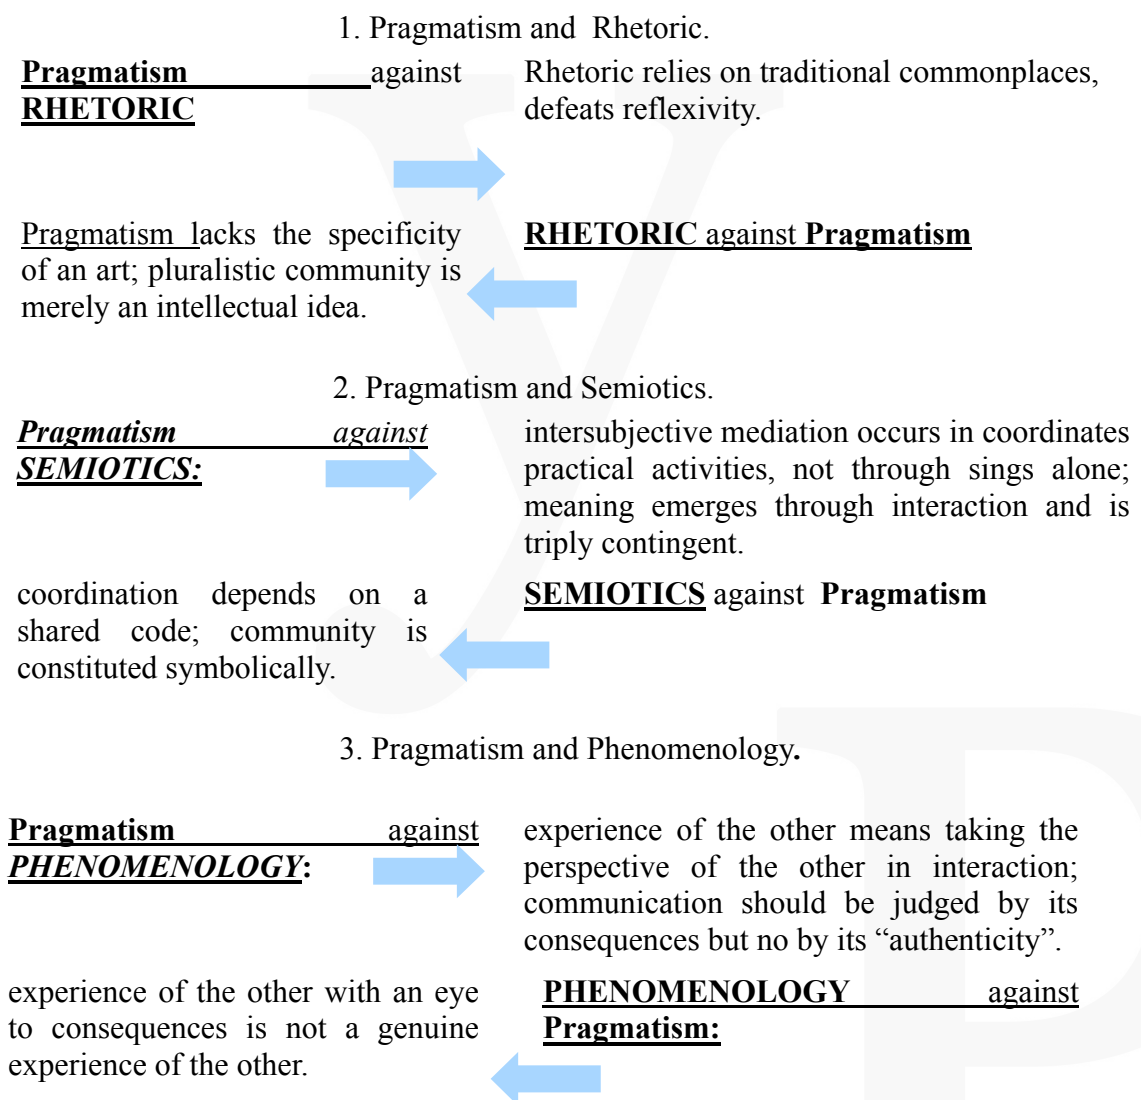 1. Pragmatism and Rhetoric.
Pragmatism against
RHETORIC
Rhetoric relies on traditional commonplaces,
defeats reflexivity.
Pragmatism lacks the specificity
of an art; pluralistic community is
merely an intellectual idea.
RHETORIC against Pragmatism
2. Pragmatism and Semiotics.
Pragmatism against
SEMIOTICS:
intersubjective mediation occurs in coordinates
practical activities, not through sings alone;
meaning emerges through interaction and is
triply contingent.
coordination depends on a
shared code; community is
constituted symbolically.
SEMIOTICS against Pragmatism
3. Pragmatism and Phenomenology.
Pragmatism against
PHENOMENOLOGY:
experience of the other means taking the
perspective of the other in interaction;
communication should be judged by its
consequences but no by its “authenticity”.
experience of the other with an eye
to consequences is not a genuine
experience of the other.
PHENOMENOLOGY against
Pragmatism: